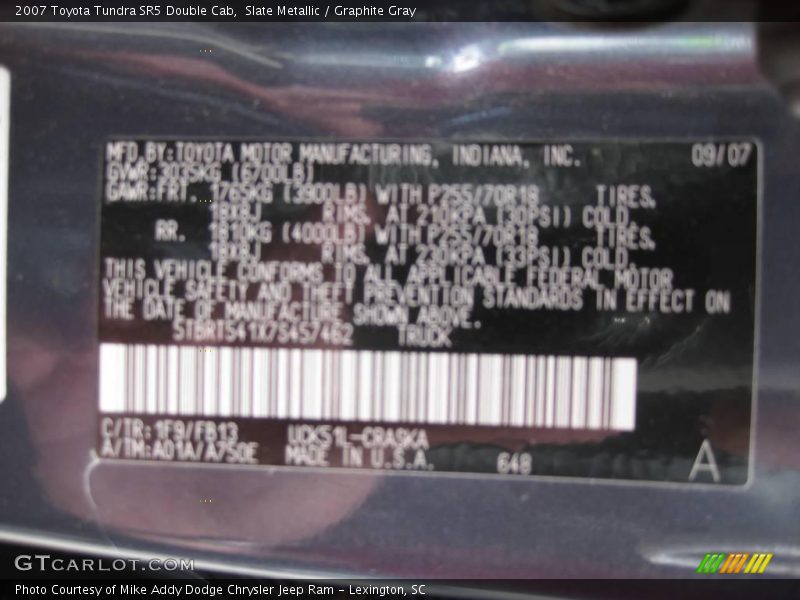 2007 Toyota Tundra SR5 Double Cab,  Slate Metallic / Graphite Gray
MFD.BY:TOYOTA MOTOR MANUFACTURING, INDIANA, INC. 09/07
GVWR:3035KG (6700LB)
GAWR:FRT. 1765KG (3900LB) WITH P255/70R18 TIRES,
18X8J RIMS, AT 210KPA (30PSI) COLD.
RR. 1810KG (4000LB) WITH P255/70R18 TIRES,
18X8J RIMS, AT 230KPA (33PSI) COLD.
THIS VEHICLE CONFORMS TO ALL APPLICABLE FEDERAL MOTOR
VEHICLE SAFETY AND THEFT PREVENTION STANDARDS IN EFFECT ON
THE DATE OF MANUFACTURE SHOWN ABOVE.
5TBRT541X7S457462 TRUCK
C/TR:1F9/FB13 UCK51L-CRASKA
A/TM:A01A/A750E MADE IN U.S.A. 648
A
GTCARLOT.COM
Photo Courtesy of Mike Addy Dodge Chrysler Jeep Ram – Lexington, SC